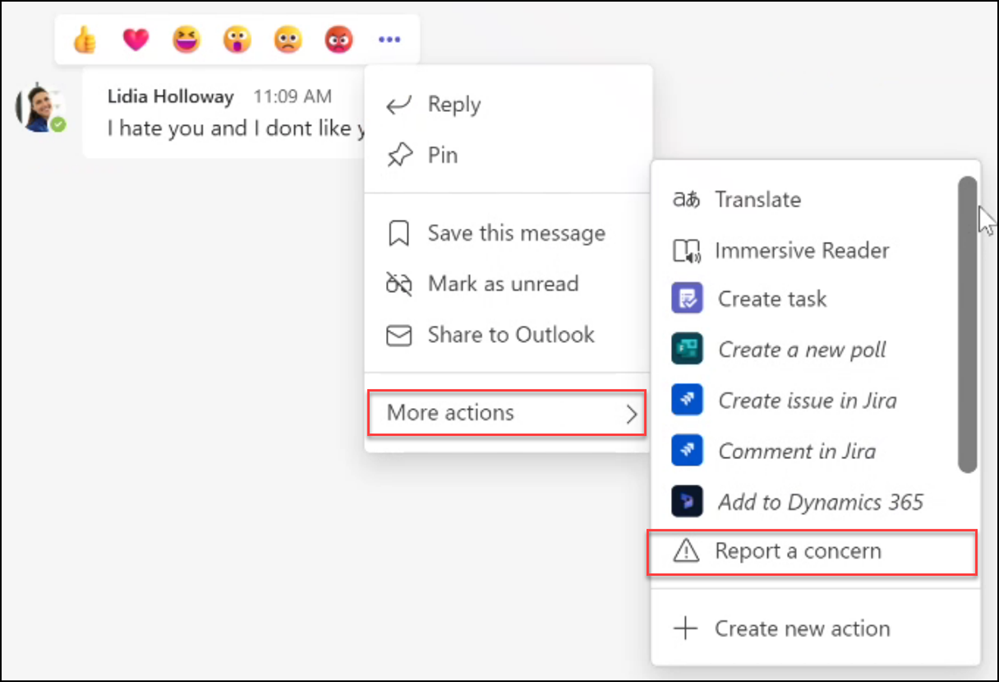 Lidia Holloway 11:09 AM
I hate you and I dont like
Reply
Pin
Save this message
Mark as unread
Share to Outlook
More actions
aあ Translate
Immersive Reader
Create task
Create a new poll
Create issue in Jira
Comment in Jira
Add to Dynamics 365
Report a concern
Create new action